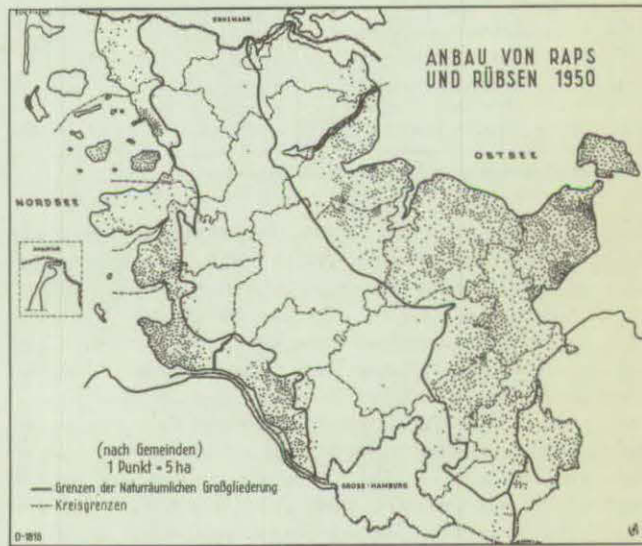 DÄNEMARK
ANBAU VON RAPS
UND RÜBSEN 1950
OSTSEE
NORDSEE
(nach Gemeinden)
1 Punkt = 5 ha
Grenzen der Naturräumlichen Großgliederung
Kreisgrenzen
GROSS-HAMBURG
D-1818